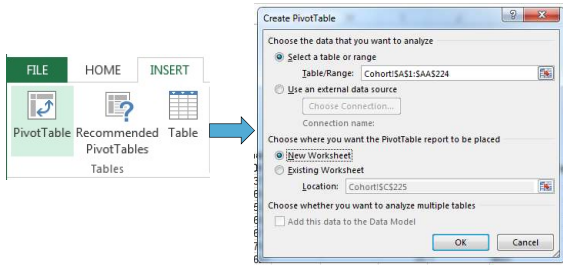 FILE HOME INSERT
PivotTable Recommended Table
PivotTables
Tables
Create PivotTable
Choose the data that you want to analyze
Select a table or range
Table/Range: Cohort!$A$1:$AA$224
Use an external data source
Choose Connection...
Connection name:
Choose where you want the PivotTable report to be placed
New Worksheet
Existing Worksheet
Location: Cohort!$C$225
Choose whether you want to analyze multiple tables
Add this data to the Data Model
OK Cancel